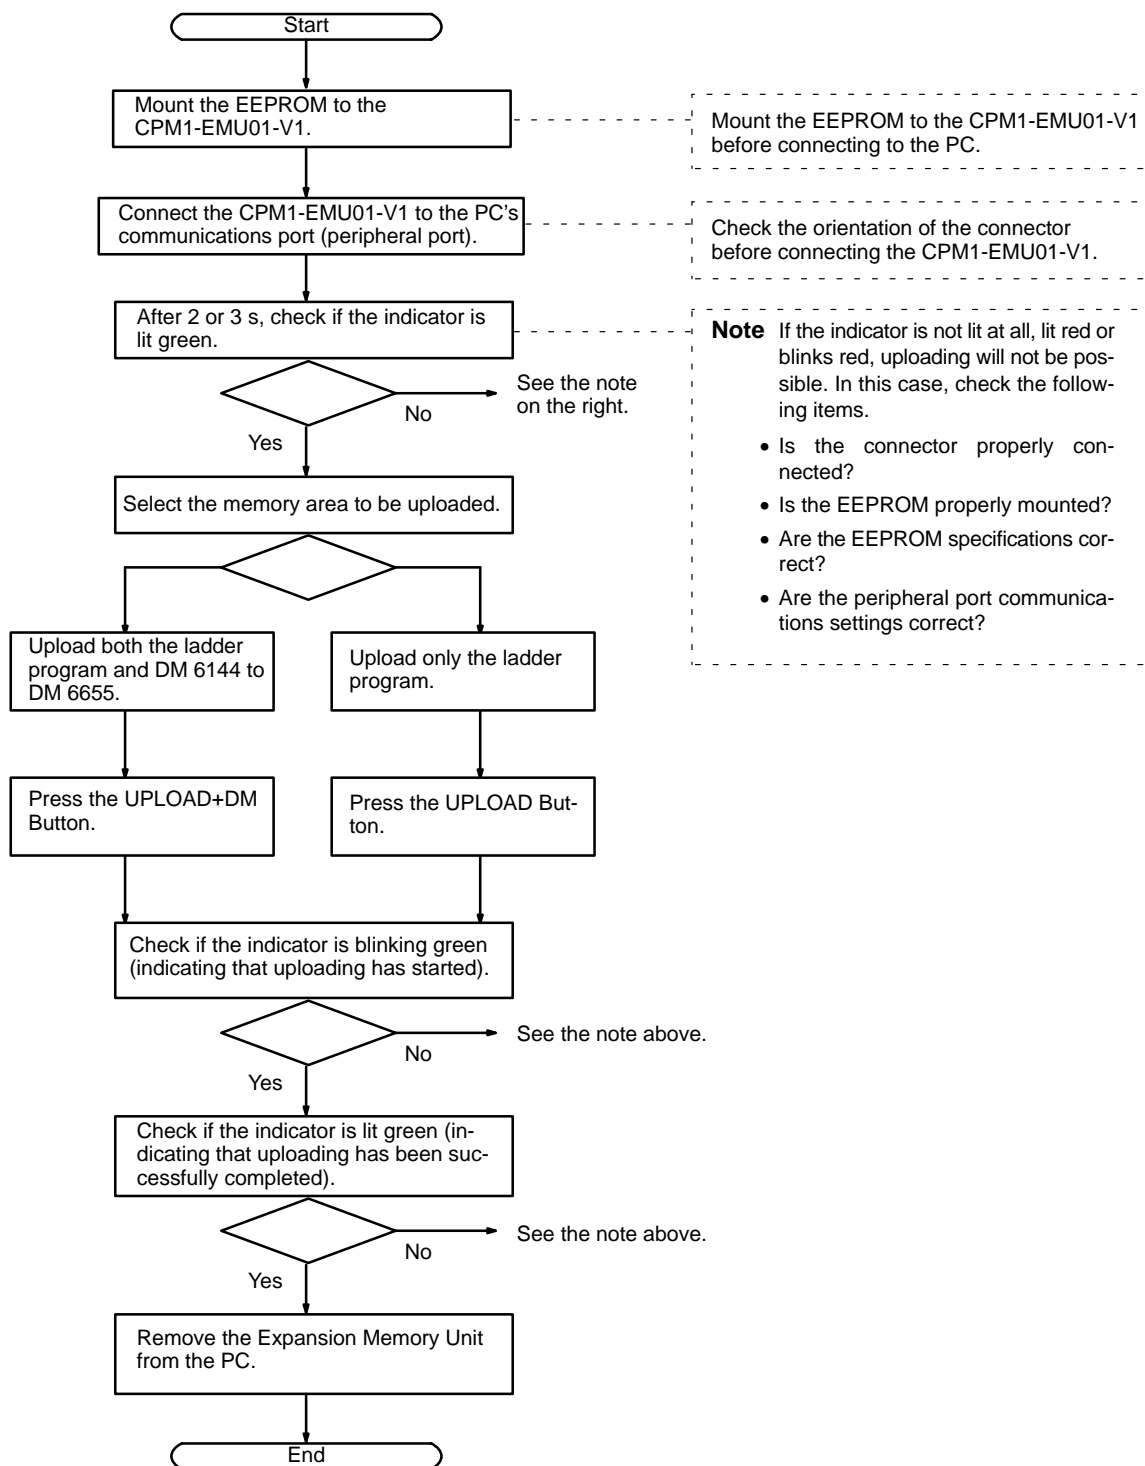 Start
Mount the EEPROM to the
CPM1-EMU01-V1.
Mount the EEPROM to the CPM1-EMU01-V1
before connecting to the PC.
Connect the CPM1-EMU01-V1 to the PC’s
communications port (peripheral port).
Check the orientation of the connector
before connecting the CPM1-EMU01-V1.
After 2 or 3 s, check if the indicator is
lit green.
Note If the indicator is not lit at all, lit red or
blinks red, uploading will not be pos-
sible. In this case, check the follow-
ing items.
• Is the connector properly con-
nected?
• Is the EEPROM properly mounted?
• Are the EEPROM specifications cor-
rect?
• Are the peripheral port communica-
tions settings correct?
No
See the note
on the right.
Yes
Select the memory area to be uploaded.
Upload both the ladder
program and DM 6144 to
DM 6655.
Upload only the ladder
program.
Press the UPLOAD+DM
Button.
Press the UPLOAD But-
ton.
Check if the indicator is blinking green
(indicating that uploading has started).
No
See the note above.
Yes
Check if the indicator is lit green (in-
dicating that uploading has been suc-
cessfully completed).
No
See the note above.
Yes
Remove the Expansion Memory Unit
from the PC.
End